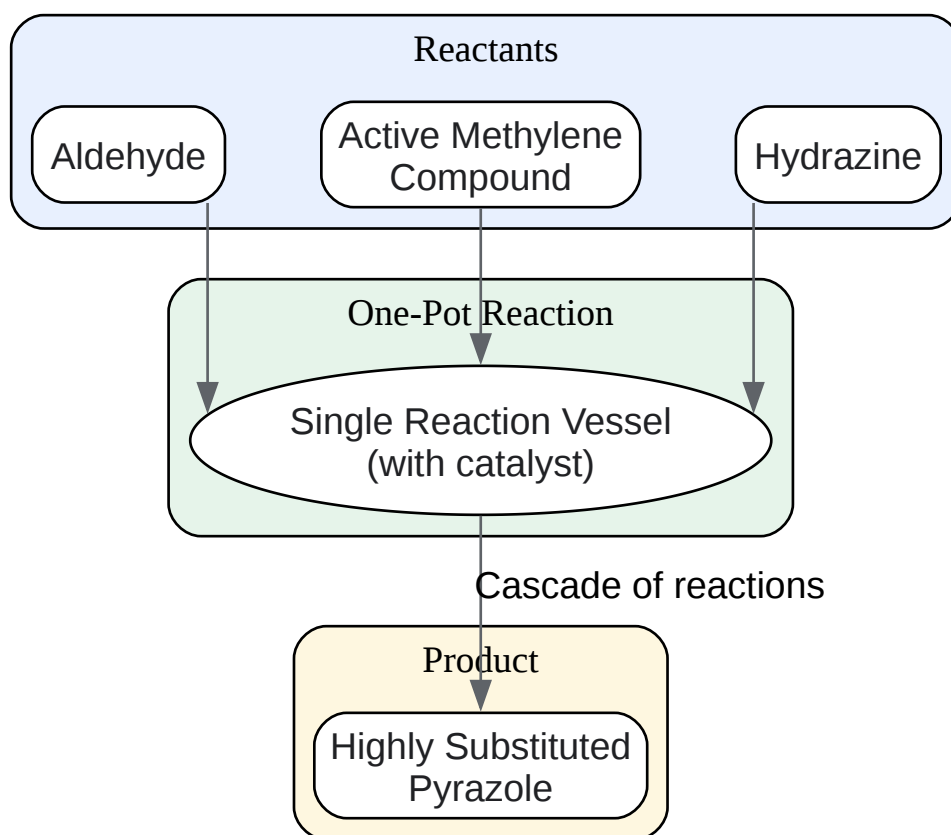 Reactants
Aldehyde
Active Methylene
Compound
Hydrazine
One-Pot Reaction
Single Reaction Vessel
(with catalyst)
Cascade of reactions
Product
Highly Substituted
Pyrazole